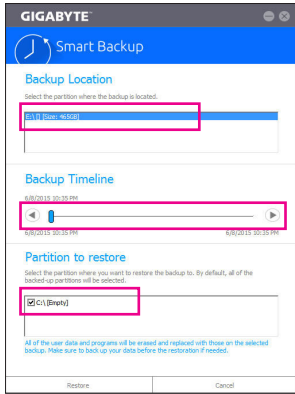 GIGABYTE™
Smart Backup
Backup Location
Select the partition where the backup is located.
E:\ [] [Size: 465GB]
Backup Timeline
6/8/2015 10:35 PM
6/8/2015 10:35 PM 6/8/2015 10:35 PM
Partition to restore
Select the partition where you want to restore the backup to. By default, all of the
backed-up partitions will be selected.
C:\ [Empty]
All of the user data and programs will be erased and replaced with those on the selected
backup. Make sure to back up your data before the restoration if needed.
Restore Cancel